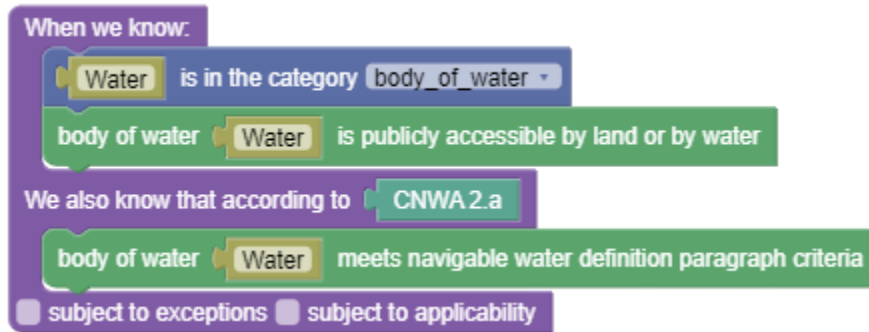 When we know:
Water is in the category body_of_water
body of water Water is publicly accessible by land or by water
We also know that according to CNWA 2.a
body of water Water meets navigable water definition paragraph criteria
subject to exceptions subject to applicability